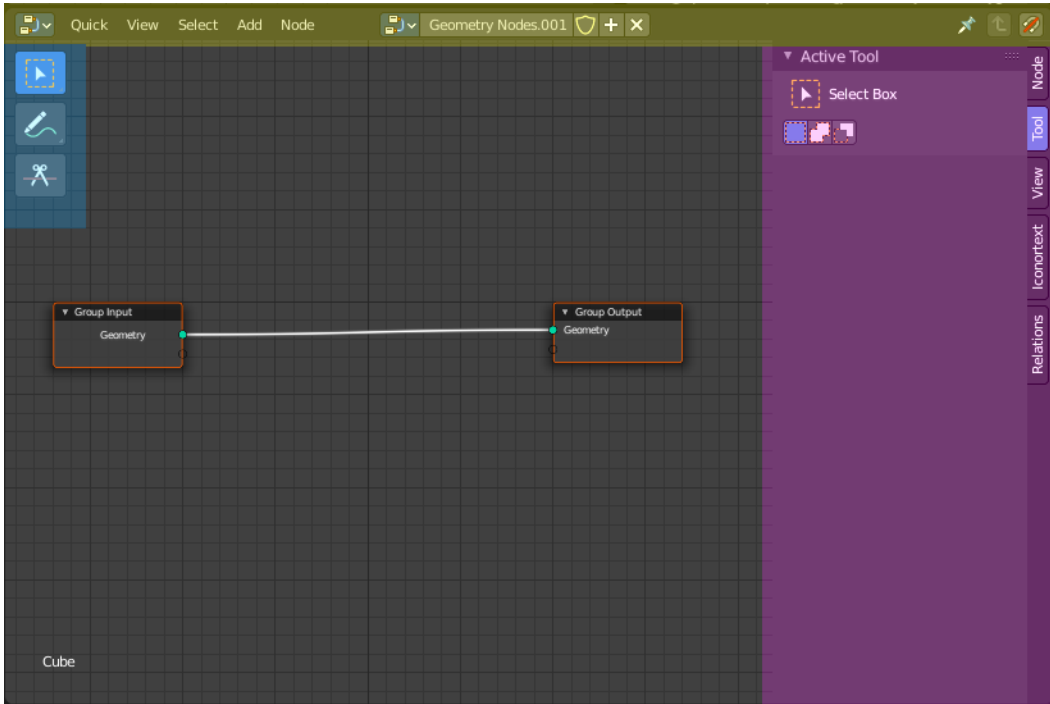 Quick View Select Add Node Geometry Nodes.001
Active Tool
Select Box
Node
Tool
View
Iconortext
Relations
Group Input
Geometry
Group Output
Geometry
Cube